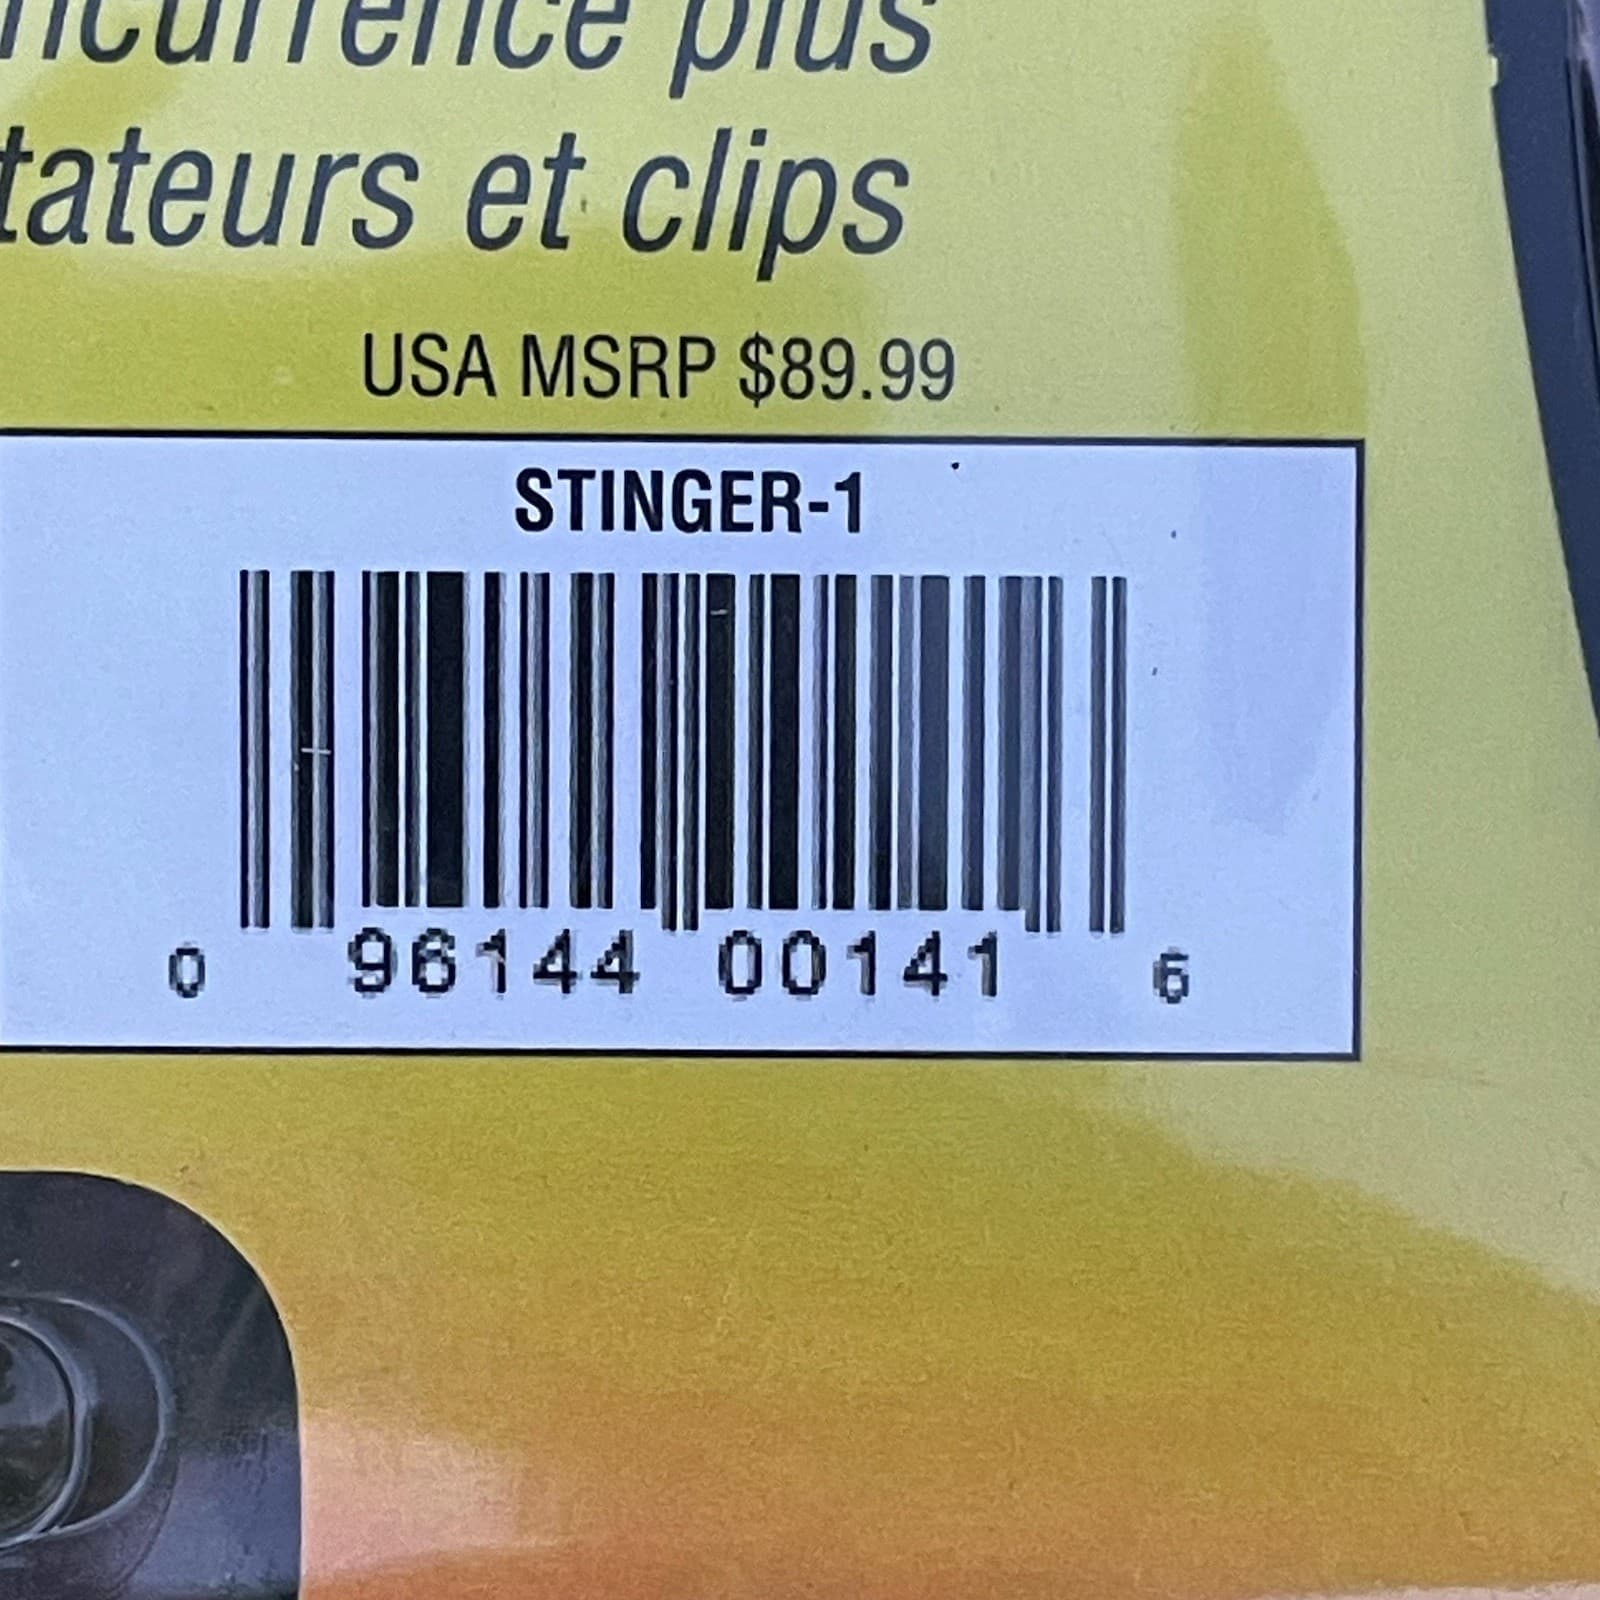 ncurrence plus
tateurs et clips
USA MSRP $89.99
STINGER-1
0 96144 00141 6